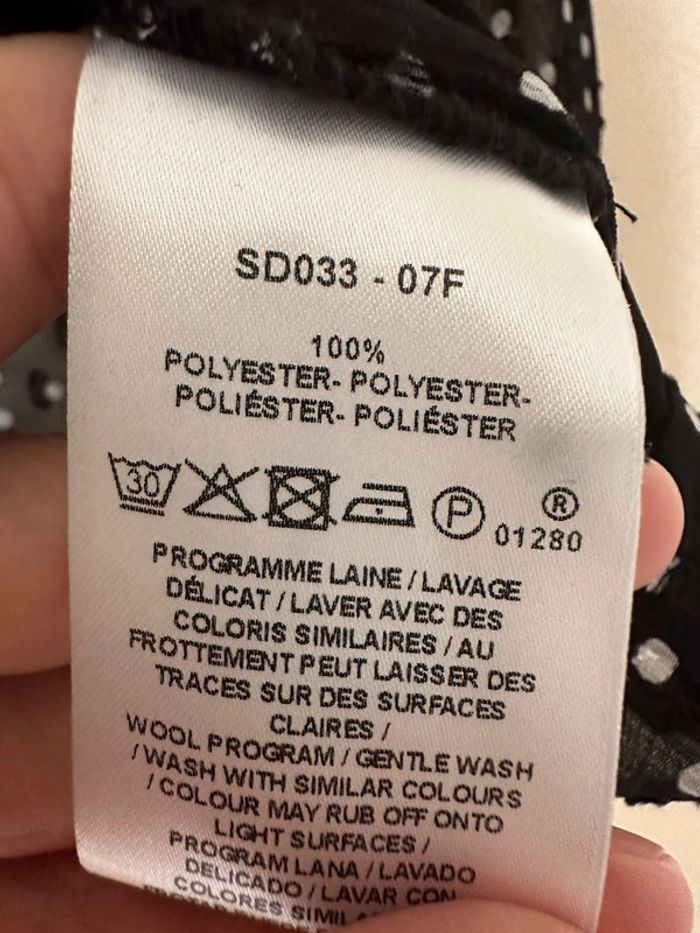 SD033 - 07F
100%
POLYESTER- POLYESTER-
POLIÉSTER- POLIÉSTER
30 P ®
01280
PROGRAMME LAINE / LAVAGE
DÉLICAT / LAVER AVEC DES
COLORIS SIMILAIRES / AU
FROTTEMENT PEUT LAISSER DES
TRACES SUR DES SURFACES
CLAIRES /
WOOL PROGRAM / GENTLE WASH
/ WASH WITH SIMILAR COLOURS
/ COLOUR MAY RUB OFF ONTO
LIGHT SURFACES /
PROGRAM LANA / LAVADO
DELICADO / LAVAR CON
COLORES